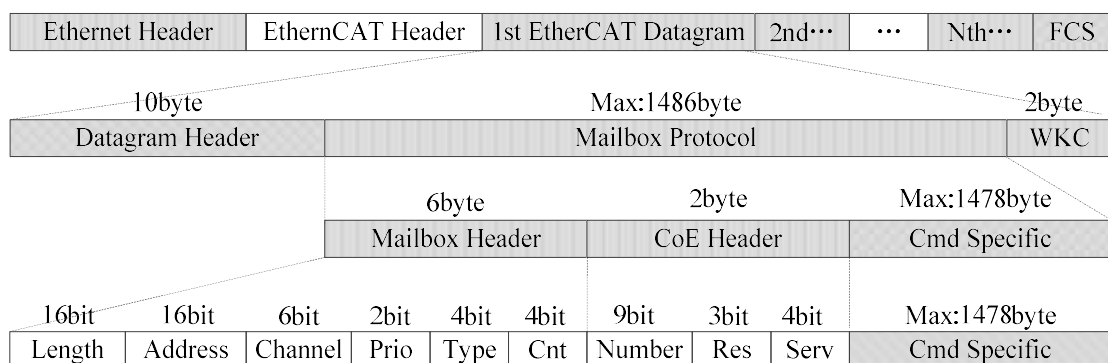 Ethernet Header EthernCAT Header 1st EtherCAT Datagram 2nd··· ··· Nth··· FCS
10byte Max:1486byte 2byte
Datagram Header Mailbox Protocol WKC
6byte 2byte Max:1478byte
Mailbox Header CoE Header Cmd Specific
16bit 16bit 6bit 2bit 4bit 4bit 9bit 3bit 4bit Max:1478byte
Length Address Channel Prio Type Cnt Number Res Serv Cmd Specific